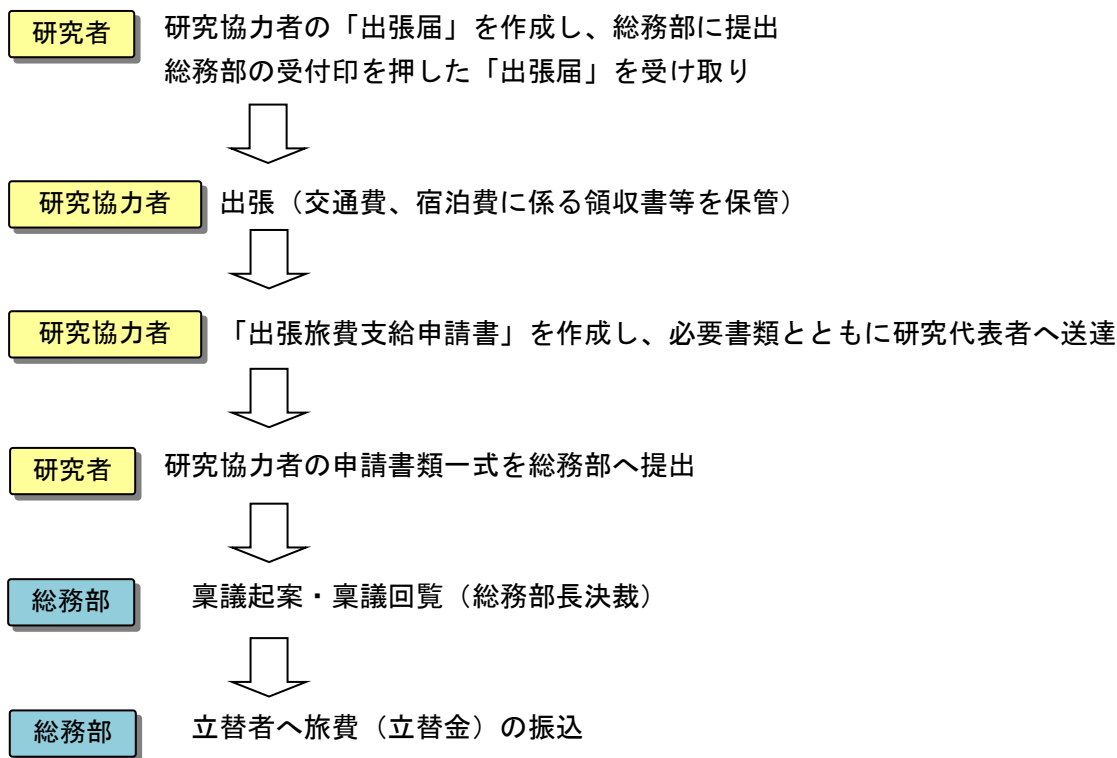 研究者
研究協力者の「出張届」を作成し、総務部に提出
総務部の受付印を押した「出張届」を受け取り
研究協力者
出張（交通費、宿泊費に係る領収書等を保管）
研究協力者
「出張旅費支給申請書」を作成し、必要書類とともに研究代表者へ送達
研究者
研究協力者の申請書類一式を総務部へ提出
総務部
稟議起案・稟議回覧（総務部長決裁）
総務部
立替者へ旅費（立替金）の振込